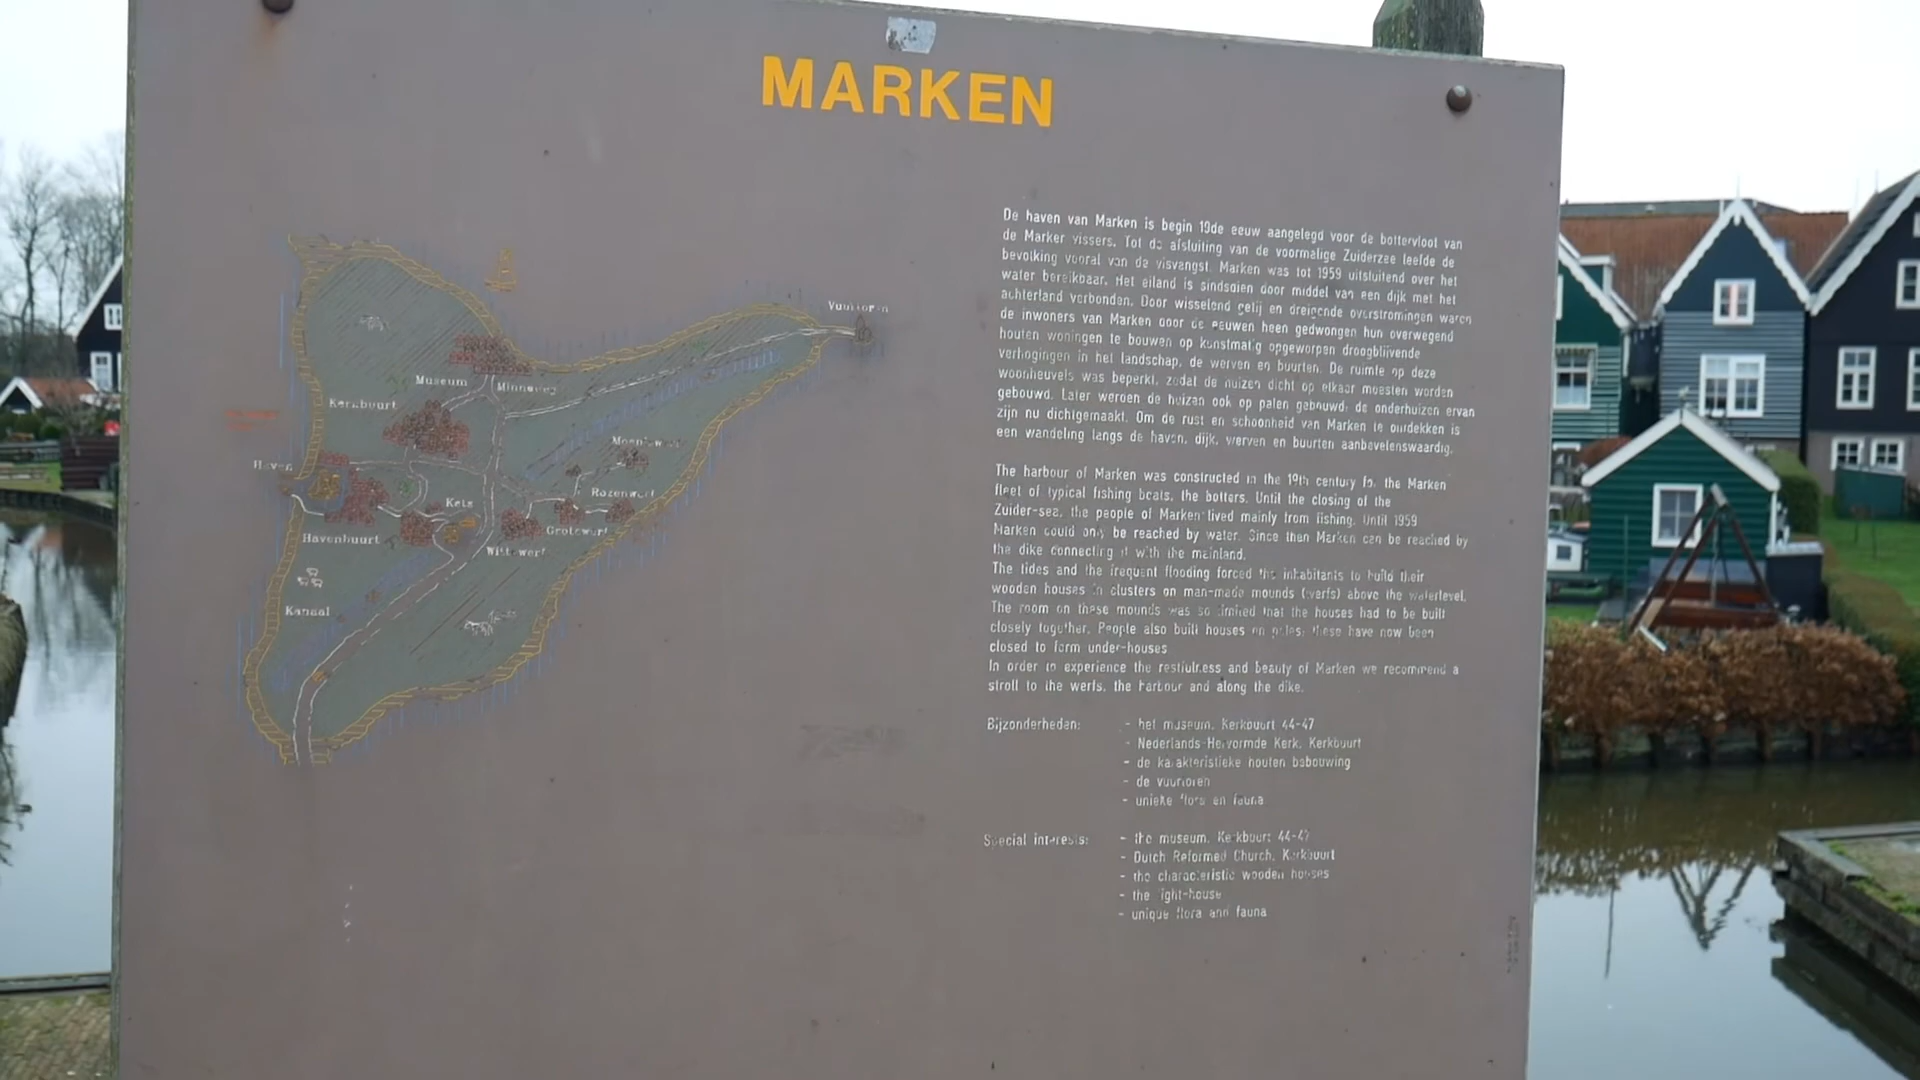 MARKEN
De haven van Marken is begin 19de eeuw aangelegd voor de bottervloot van
de Marker vissers. Tot de afsluiting van de voormalige Zuiderzee leefde de
bevolking vooral van de visvangst. Marken was tot 1959 uitsluitend over het
water bereikbaar. Het eiland is sindsdien door middel van een dijk met het
achterland verbonden. Door wisselend getij en dreigende overstromingen waren
de inwoners van Marken door de eeuwen heen gedwongen hun overwegend
houten woningen te bouwen op kunstmatig opgeworpen droogblijvende
verhogingen in het landschap, de werven en buurten. De ruimte op deze
woonheuvels was beperkt, zodat de huizen dicht op elkaar moesten worden
gebouwd. Later werden de huizen ook op palen gebouwd; de onderhuizen ervan
zijn nu dichtgemaakt. Om de rust en schoonheid van Marken te ontdekken is
een wandeling langs de haven, dijk, werven en buurten aanbevelenswaardig.
The harbour of Marken was constructed in the 19th century for the Marken
fleet of typical fishing boats, the botters. Until the closing of the
Zuider-sea, the people of Marken lived mainly from fishing. Until 1959
Marken could only be reached by water. Since then Marken can be reached by
the dike connecting it with the mainland.
The tides and the frequent flooding forced the inhabitants to build their
wooden houses in clusters on man-made mounds (werfs) above the waterlevel.
The room on these mounds was so limited that the houses had to be built
closely together. People also built houses on poles; these have now been
closed to form under-houses
In order to experience the restfulness and beauty of Marken we recommend a
stroll to the werfs, the harbour and along the dike.
Bijzonderheden: - het museum, Kerkbuurt 44-47
- Nederlands Hervormde Kerk, Kerkbuurt
- de karakteristieke houten bebouwing
- de vuurtoren
- unieke flora en fauna
Special interests: - the museum, Kerkbuurt 44-47
- Dutch Reformed Church, Kerkbuurt
- the characteristic wooden houses
- the light-house
- unique flora and fauna
Vuurtoren
Museum
Minneweg
Kerkbuurt
Moeniswerf
Haven
Rozenwerf
Kets
Grotewerf
Havenbuurt
Wittewerf
Kanaal